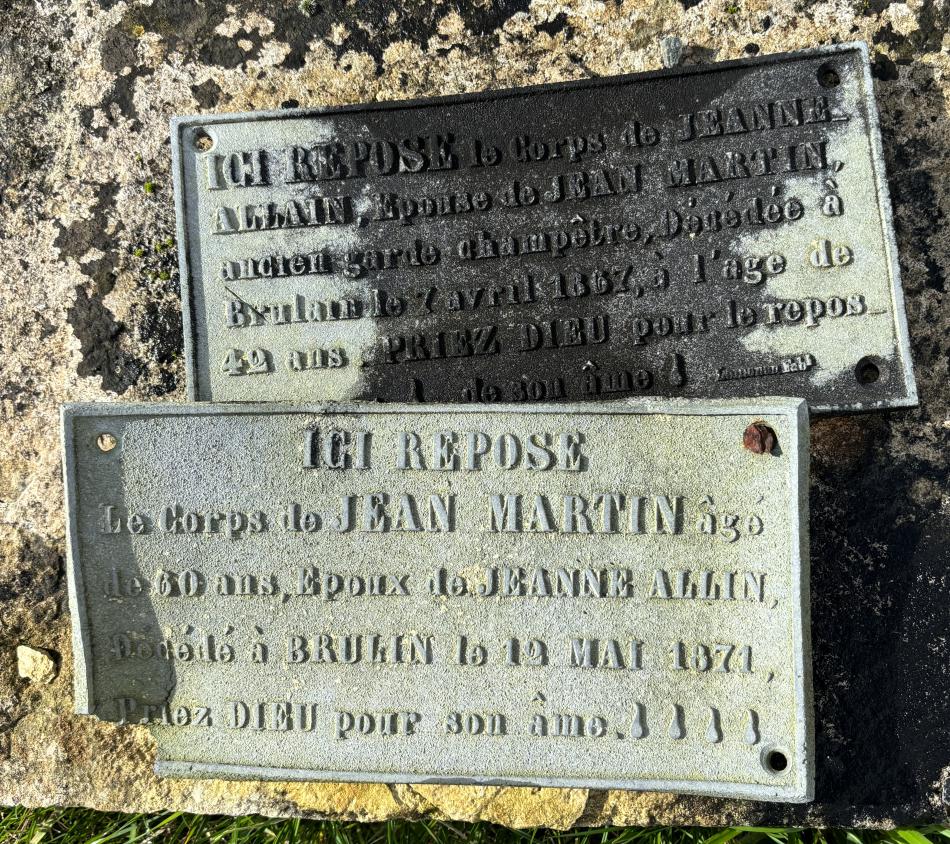 ICI REPOSE le Corps de JEANNE
ALLAIN, Epouse de JEAN MARTIN,
ancien garde champêtre, Décédée à
Brulain le 7 avril 1867, à l'age de
42 ans, PRIEZ DIEU pour le repos
de son âme
ICI REPOSE
Le Corps de JEAN MARTIN âgé
de 60 ans, Epoux de JEANNE ALLIN,
Décédé à BRULIN le 12 MAI 1871,
Priez DIEU pour son âme.